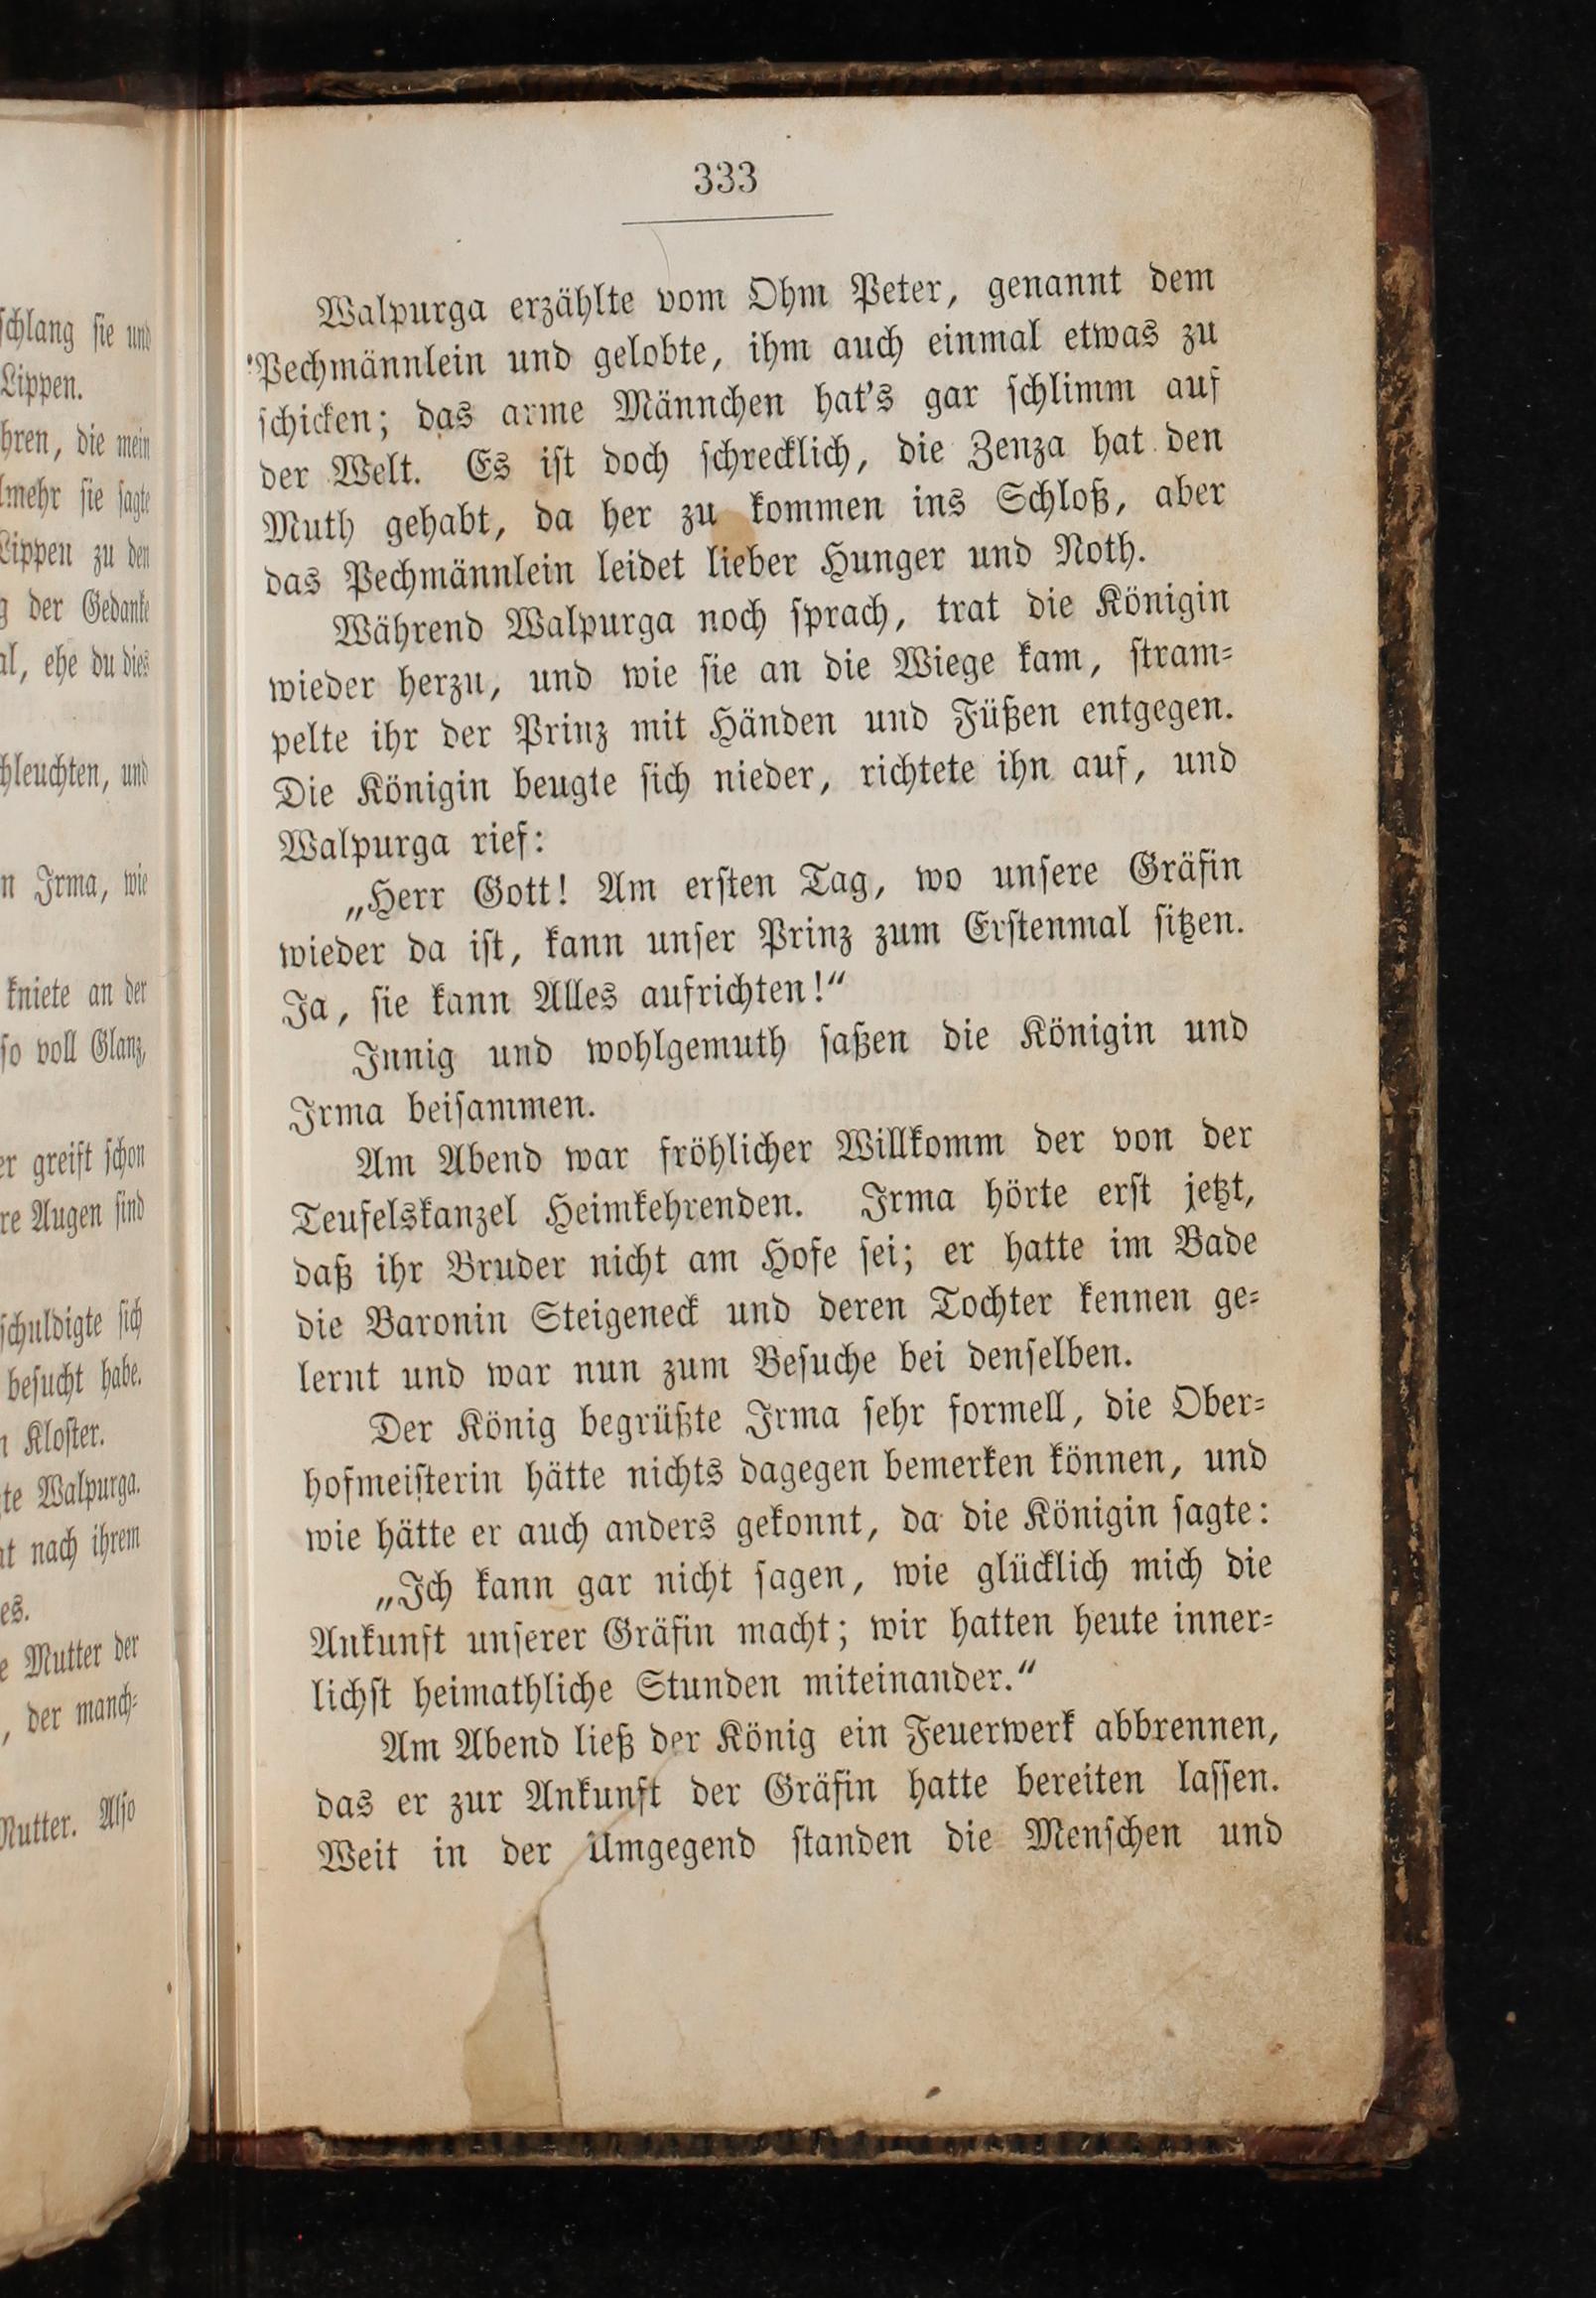 333
Walpurga erzählte vom Ohm Peter, genannt dem
Pechmännlein und gelobte, ihm auch einmal etwas zu
ſchicken; das arme Männchen hat's gar ſchlimm auf
der Welt. Es iſt doch ſchrecklich, die Zenza hat den
Muth gehabt, da her zu kommen ins Schloß, aber
das Pechmännlein leidet lieber Hunger und Noth.
Während Walpurga noch ſprach, trat die Königin
wieder herzu, und wie ſie an die Wiege kam, ſtram⸗
pelte ihr der Prinz mit Händen und Füßen entgegen.
Die Königin beugte ſich nieder, richtete ihn auf, und
Walpurga rief:
„Herr Gott! Am erſten Tag, wo unſere Gräfin
wieder da iſt, kann unſer Prinz zum Erſtenmal ſitzen.
Ja, ſie kann Alles aufrichten!“
Innig und wohlgemuth ſaßen die Königin und
Irma beiſammen.
Am Abend war fröhlicher Willkomm der von der
Teufelskanzel Heimkehrenden. Irma hörte erſt jetzt,
daß ihr Bruder nicht am Hofe ſei; er hatte im Bade
die Baronin Steigeneck und deren Tochter kennen ge⸗
lernt und war nun zum Beſuche bei denſelben.
Der König begrüßte Irma ſehr formell, die Ober⸗
hofmeiſterin hätte nichts dagegen bemerken können, und
wie hätte er auch anders gekonnt, da die Königin ſagte:
„Ich kann gar nicht ſagen, wie glücklich mich die
Ankunft unſerer Gräfin macht; wir hatten heute inner⸗
lichſt heimathliche Stunden miteinander.“
Am Abend ließ der König ein Feuerwerk abbrennen,
das er zur Ankunft der Gräfin hatte bereiten laſſen.
Weit in der Umgegend ſtanden die Menſchen und